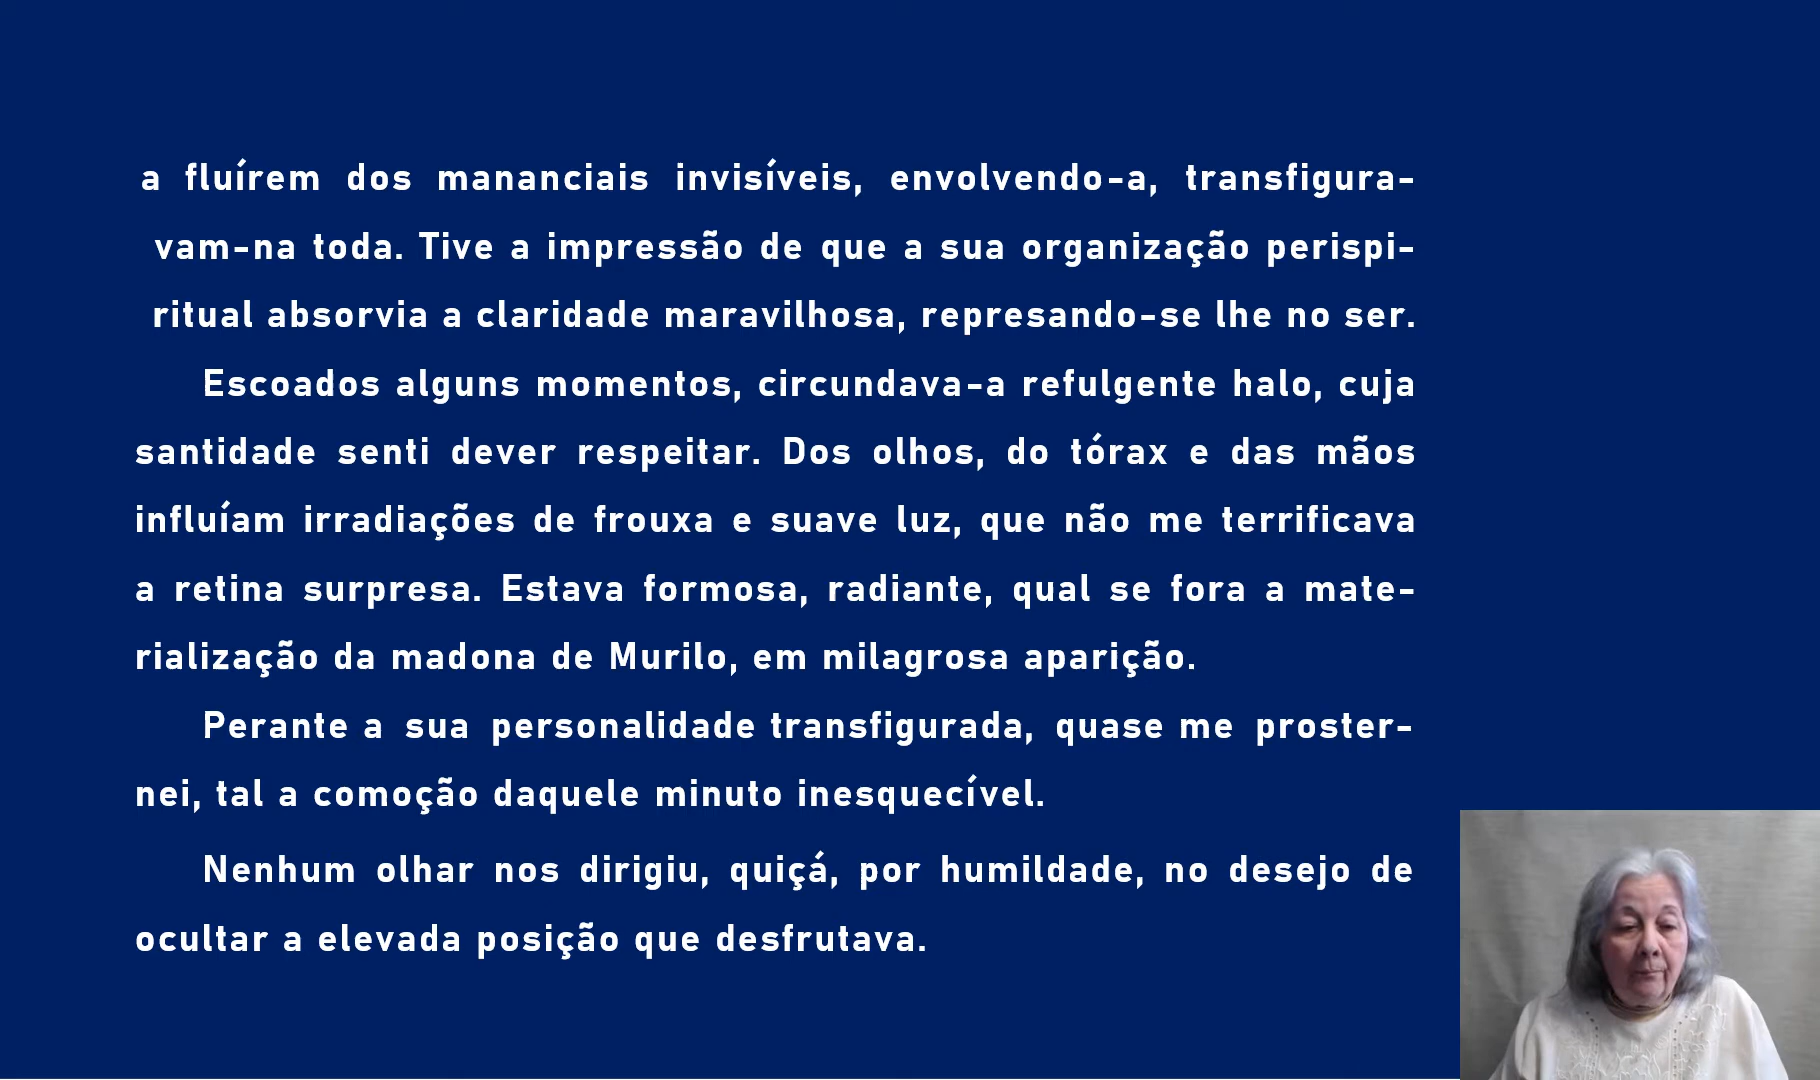 a fluírem dos mananciais invisíveis, envolvendo-a, transfigura-
vam-na toda. Tive a impressão de que a sua organização perispi-
ritual absorvia a claridade maravilhosa, represando-se lhe no ser.
Escoados alguns momentos, circundava-a refulgente halo, cuja
santidade senti dever respeitar. Dos olhos, do tórax e das mãos
influíam irradiações de frouxa e suave luz, que não me terrificava
a retina surpresa. Estava formosa, radiante, qual se fora a mate-
rialização da madona de Murilo, em milagrosa aparição.
Perante a sua personalidade transfigurada, quase me proster-
nei, tal a comoção daquele minuto inesquecível.
Nenhum olhar nos dirigiu, quiçá, por humildade, no desejo de
ocultar a elevada posição que desfrutava.